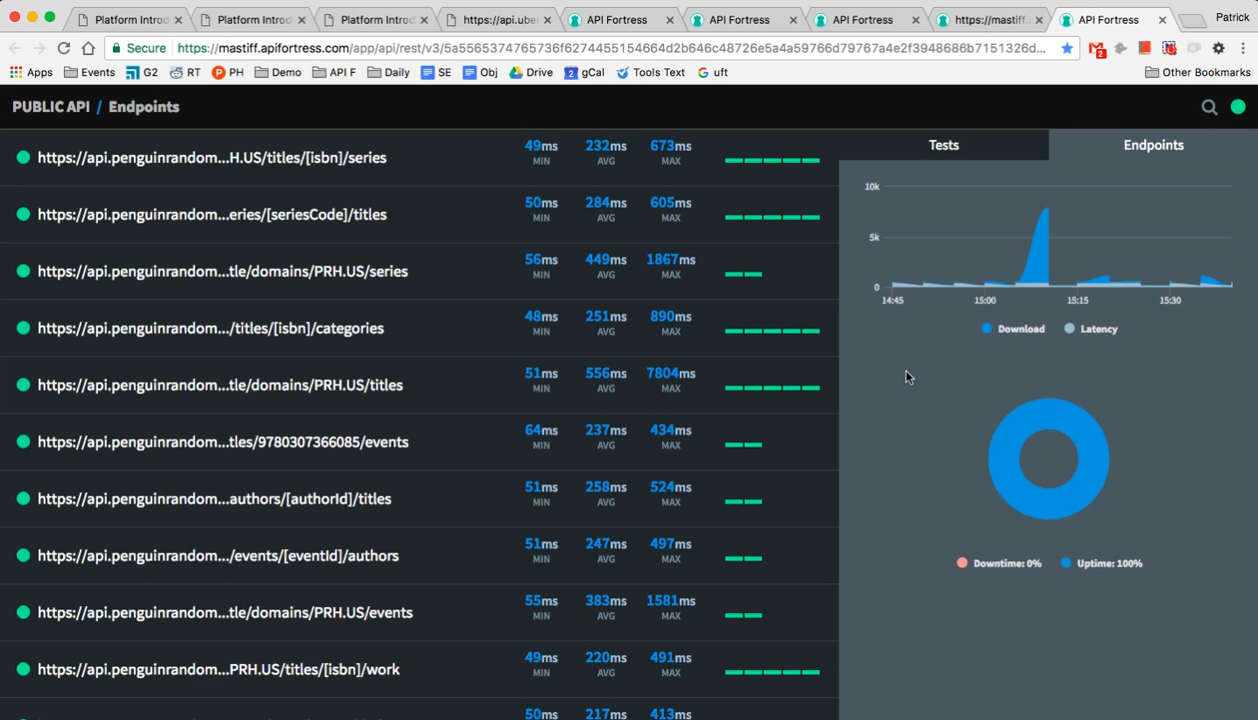 Platform Introd
Platform Introd
Platform Introd
https://api.ube
API Fortress
API Fortress
API Fortress
https://mastiff.
API Fortress
Patrick
Secure
https://mastiff.apifortress.com/app/api/rest/v3/5a5565374765736f6274455154664d2b646c48726e5a4a59766d79767a4e2f3948686b7151326d...
2
Apps
Events
G2
RT
PH
Demo
API F
Daily
SE
Obj
Drive
2 gCal
Tools Text
G uft
Other Bookmarks
PUBLIC API / Endpoints
https://api.penguinrandom...H.US/titles/[isbn]/series
49ms 232ms 673ms
MIN AVG MAX
https://api.penguinrandom...eries/[seriesCode]/titles
50ms 284ms 605ms
MIN AVG MAX
https://api.penguinrandom...tle/domains/PRH.US/series
56ms 449ms 1867ms
MIN AVG MAX
https://api.penguinrandom.../titles/[isbn]/categories
48ms 251ms 890ms
MIN AVG MAX
https://api.penguinrandom...tle/domains/PRH.US/titles
51ms 556ms 7804ms
MIN AVG MAX
https://api.penguinrandom...tles/9780307366085/events
64ms 237ms 434ms
MIN AVG MAX
https://api.penguinrandom...authors/[authorId]/titles
51ms 258ms 524ms
MIN AVG MAX
https://api.penguinrandom.../events/[eventId]/authors
51ms 247ms 497ms
MIN AVG MAX
https://api.penguinrandom...tle/domains/PRH.US/events
55ms 383ms 1581ms
MIN AVG MAX
https://api.penguinrandom...PRH.US/titles/[isbn]/work
49ms 220ms 491ms
MIN AVG MAX
50ms 217ms 413ms
Tests
Endpoints
10k
5k
0
14:45 15:00 15:15 15:30
Download Latency
Downtime: 0% Uptime: 100%